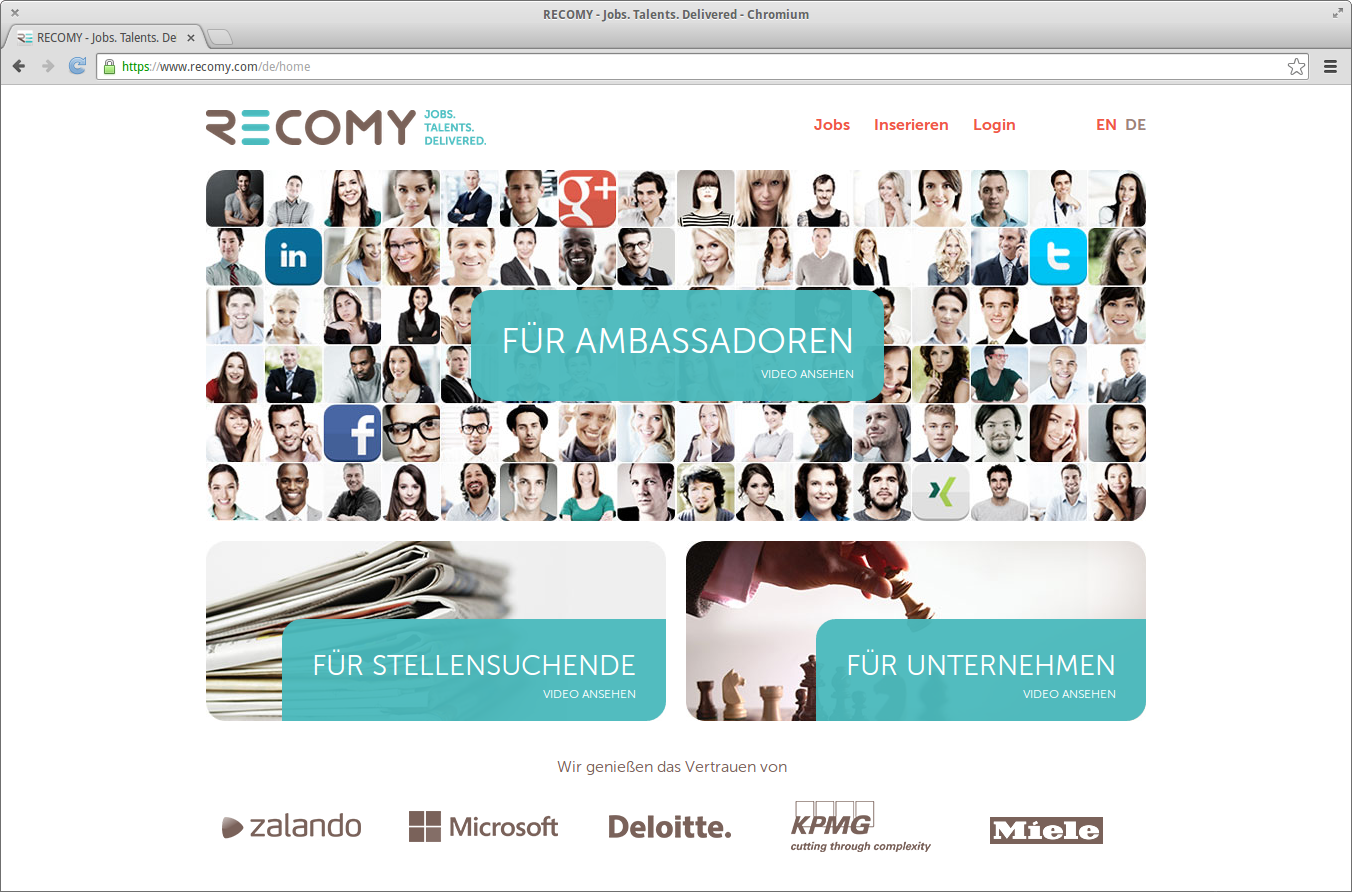 RECOMY - Jobs. Talents. Delivered - Chromium
RECOMY - Jobs. Talents. De
https://www.recomy.com/de/home
RECOMY
JOBS.
TALENTS.
DELIVERED.
Jobs Inserieren Login EN DE
g+
in
t
FÜR AMBASSADOREN
VIDEO ANSEHEN
f
FÜR STELLENSUCHENDE
VIDEO ANSEHEN
FÜR UNTERNEHMEN
VIDEO ANSEHEN
Wir genießen das Vertrauen von
zalando
Microsoft
Deloitte.
KPMG
cutting through complexity
Miele